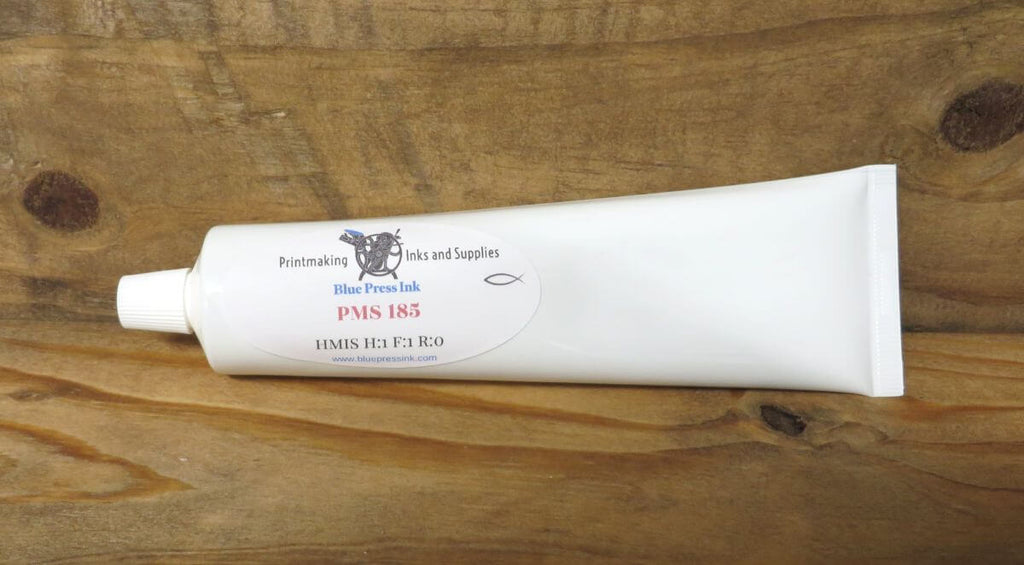 Printmaking Inks and Supplies
Blue Press Ink
PMS 185
HMIS H:1 F:1 R:0
www.bluepressink.com